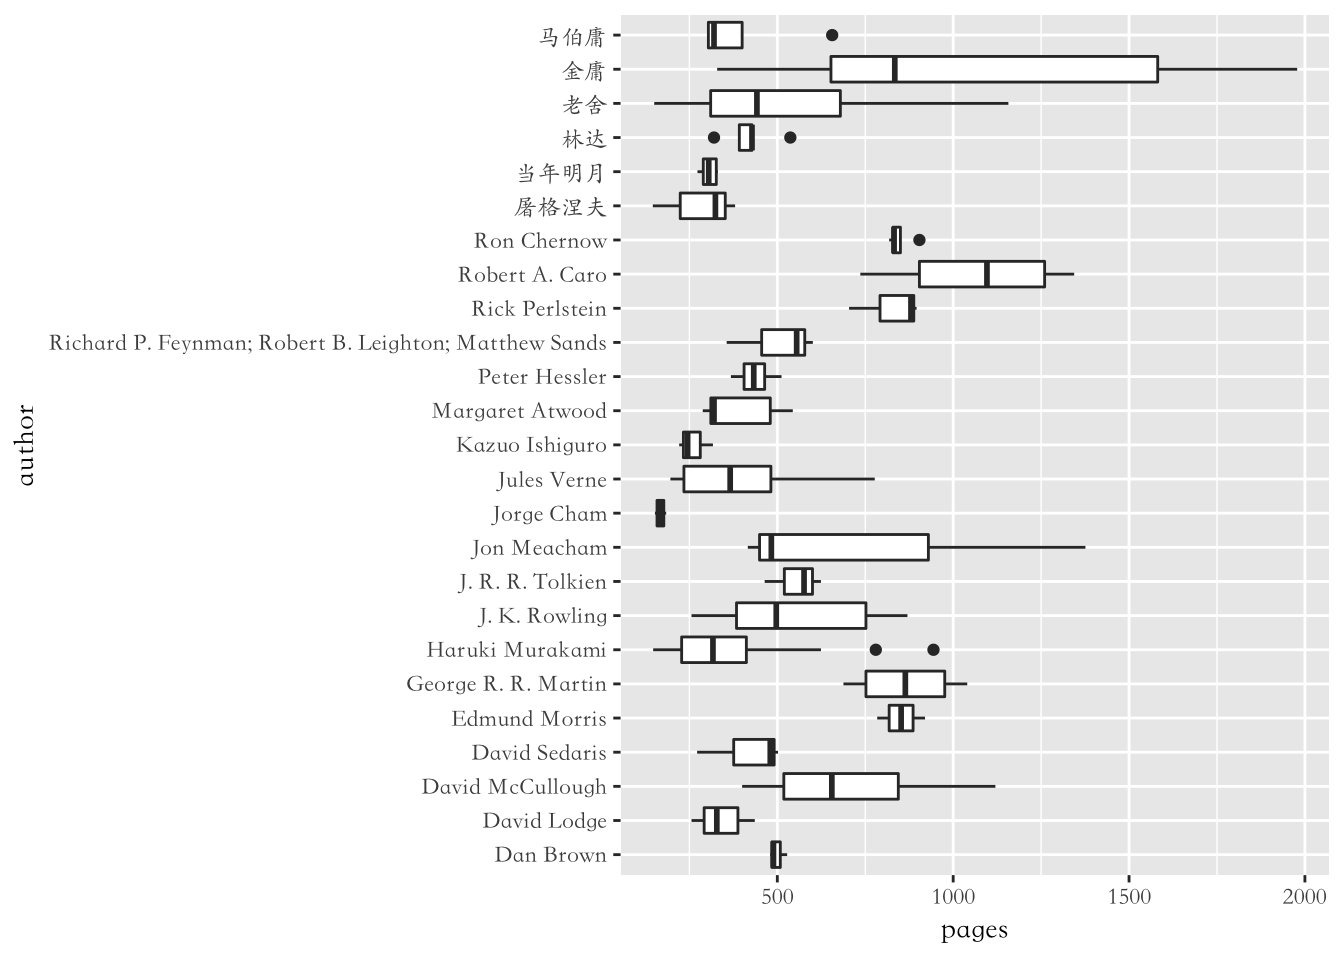 马伯庸
金庸
老舍
林达
当年明月
屠格涅夫
Ron Chernow
Robert A. Caro
Rick Perlstein
Richard P. Feynman; Robert B. Leighton; Matthew Sands
Peter Hessler
Margaret Atwood
Kazuo Ishiguro
Jules Verne
Jorge Cham
Jon Meacham
J. R. R. Tolkien
J. K. Rowling
Haruki Murakami
George R. R. Martin
Edmund Morris
David Sedaris
David McCullough
David Lodge
Dan Brown
author
500 1000 1500 2000
pages